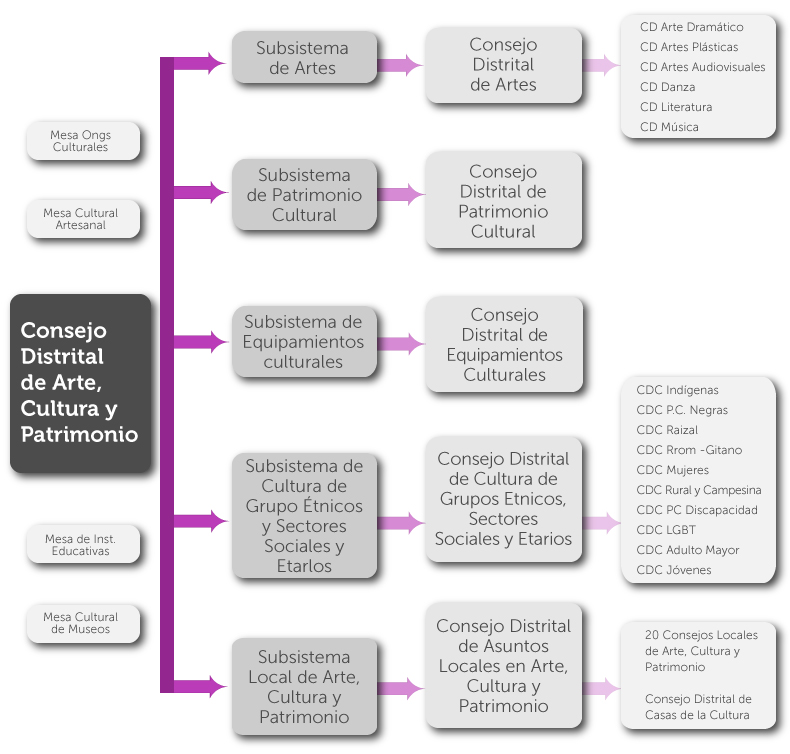 Mesa Ongs
Culturales
Mesa Cultural
Artesanal
Consejo
Distrital
de Arte,
Cultura y
Patrimonio
Mesa de Inst.
Educativas
Mesa Cultural
de Museos
Subsistema
de Artes
Consejo
Distrital
de Artes
CD Arte Dramático
CD Artes Plásticas
CD Artes Audiovisuales
CD Danza
CD Literatura
CD Música
Subsistema
de Patrimonio
Cultural
Consejo
Distrital de
Patrimonio
Cultural
Subsistema de
Equipamientos
culturales
Consejo
Distrital de
Equipamientos
Culturales
Subsistema de
Cultura de
Grupo Étnicos
y Sectores
Sociales y
Etarlos
Consejo Distrital
de Cultura de
Grupos Etnicos,
Sectores
Sociales y Etarios
CDC Indígenas
CDC P.C. Negras
CDC Raizal
CDC Rrom -Gitano
CDC Mujeres
CDC Rural y Campesina
CDC PC Discapacidad
CDC LGBT
CDC Adulto Mayor
CDC Jóvenes
Subsistema
Local de Arte,
Cultura y
Patrimonio
Consejo Distrital
de Asuntos
Locales en Arte,
Cultura y
Patrimonio
20 Consejos Locales
de Arte, Cultura y
Patrimonio
Consejo Distrital de
Casas de la Cultura